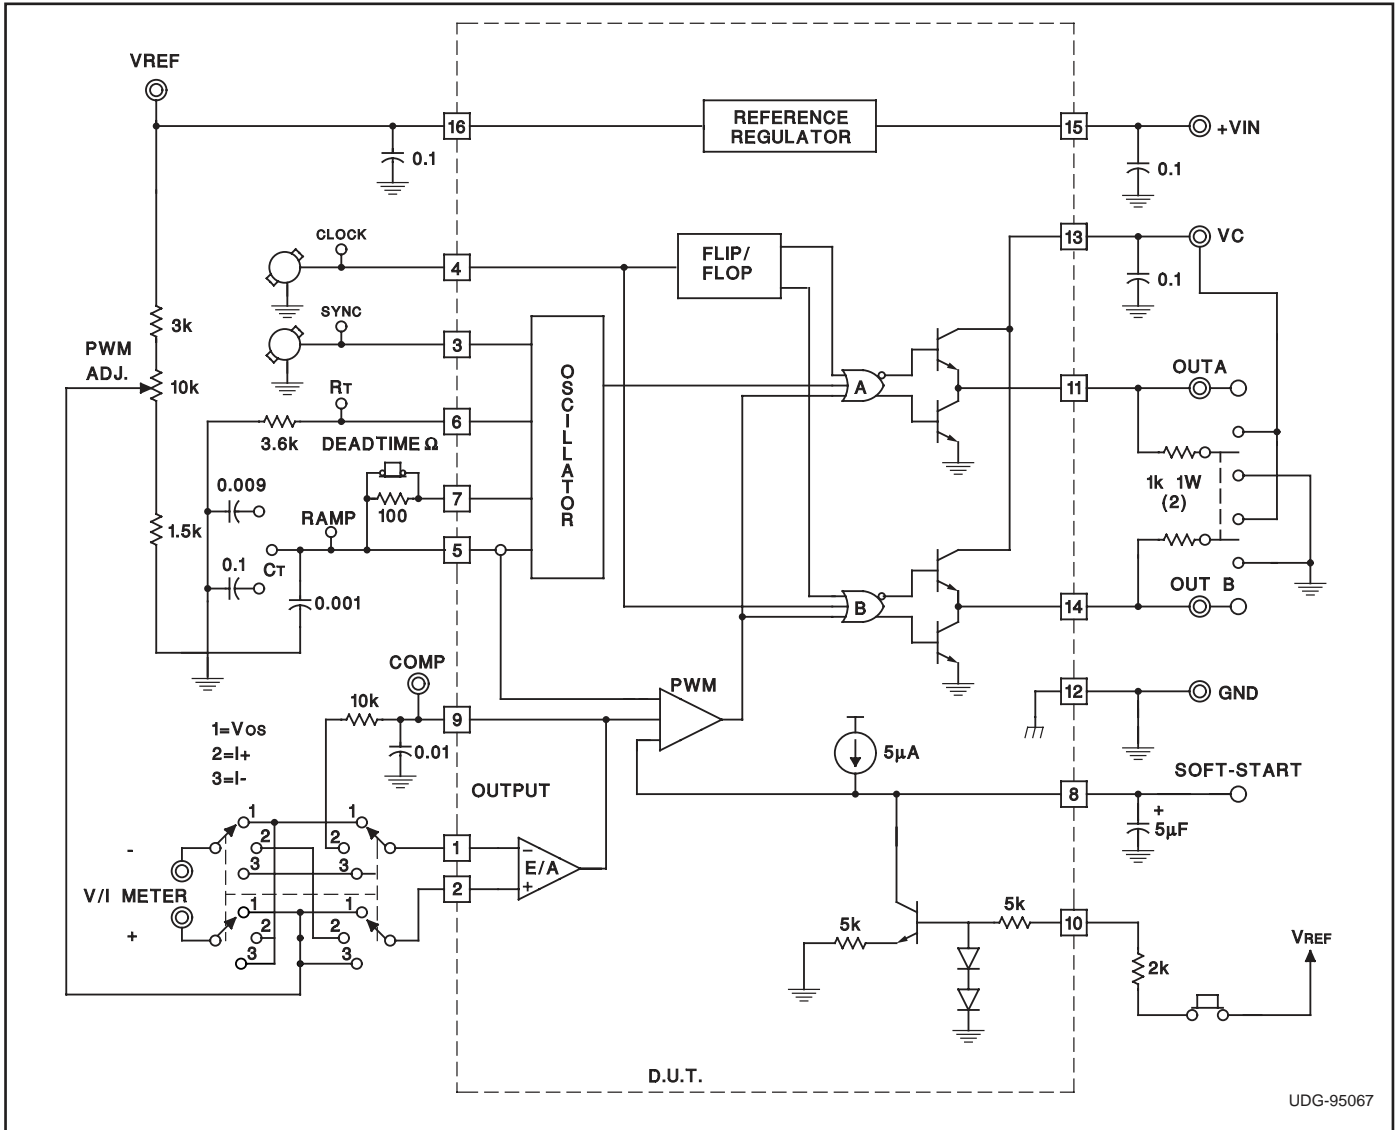 VREF
16
REFERENCE
REGULATOR
15
+VIN
0.1
0.1
CLOCK
4
FLIP/
FLOP
13
VC
0.1
SYNC
3
3k
PWM
ADJ.
10k
RT
6
3.6k
DEADTIME Ω
OSCILLATOR
A
11
OUTA
0.009
7
100
1k 1W
(2)
1.5k
RAMP
5
0.1
CT
0.001
B
14
OUT B
COMP
PWM
12
GND
10k
9
1=VOS
2=I+
3=I-
0.01
5µA
SOFT-START
OUTPUT
8
+
5µF
1
1
2
2
3
3
-
1
–
E/A
+
2
V/I METER
+
1
1
2
2
3
3
5k
5k
10
VREF
2k
D.U.T.
UDG-95067